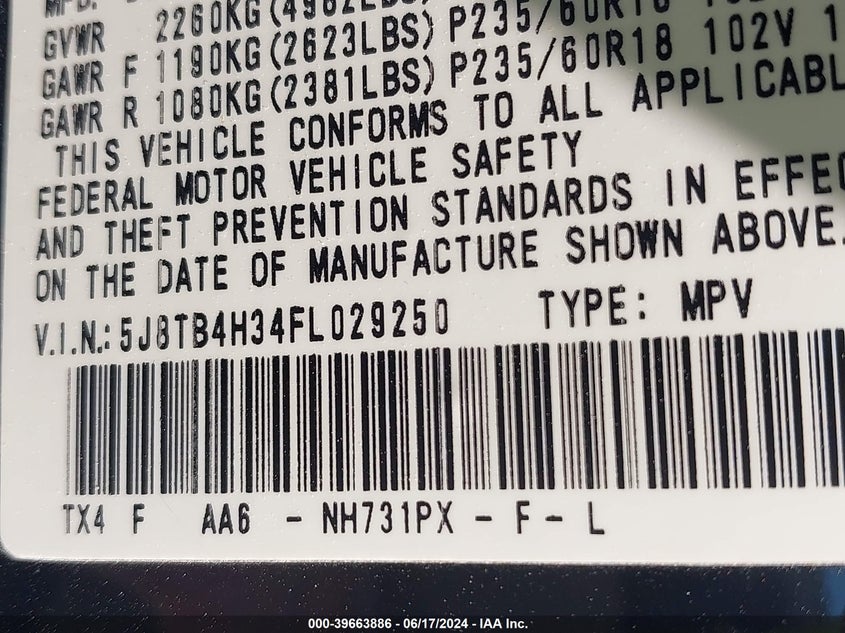 GVWR 2260KG(4982LBS)
GAWR F 1190KG(2623LBS) P235/60R18
GAWR R 1080KG(2381LBS) P235/60R18 102V 1
THIS VEHICLE CONFORMS TO ALL APPLICABL
FEDERAL MOTOR VEHICLE SAFETY
AND THEFT PREVENTION STANDARDS IN EFFEC
ON THE DATE OF MANUFACTURE SHOWN ABOVE.
V.I.N.: 5J8TB4H34FL029250 TYPE: MPV
TX4 F AA6 - NH731PX - F - L
000-39663886 - 06/17/2024 - IAA Inc.